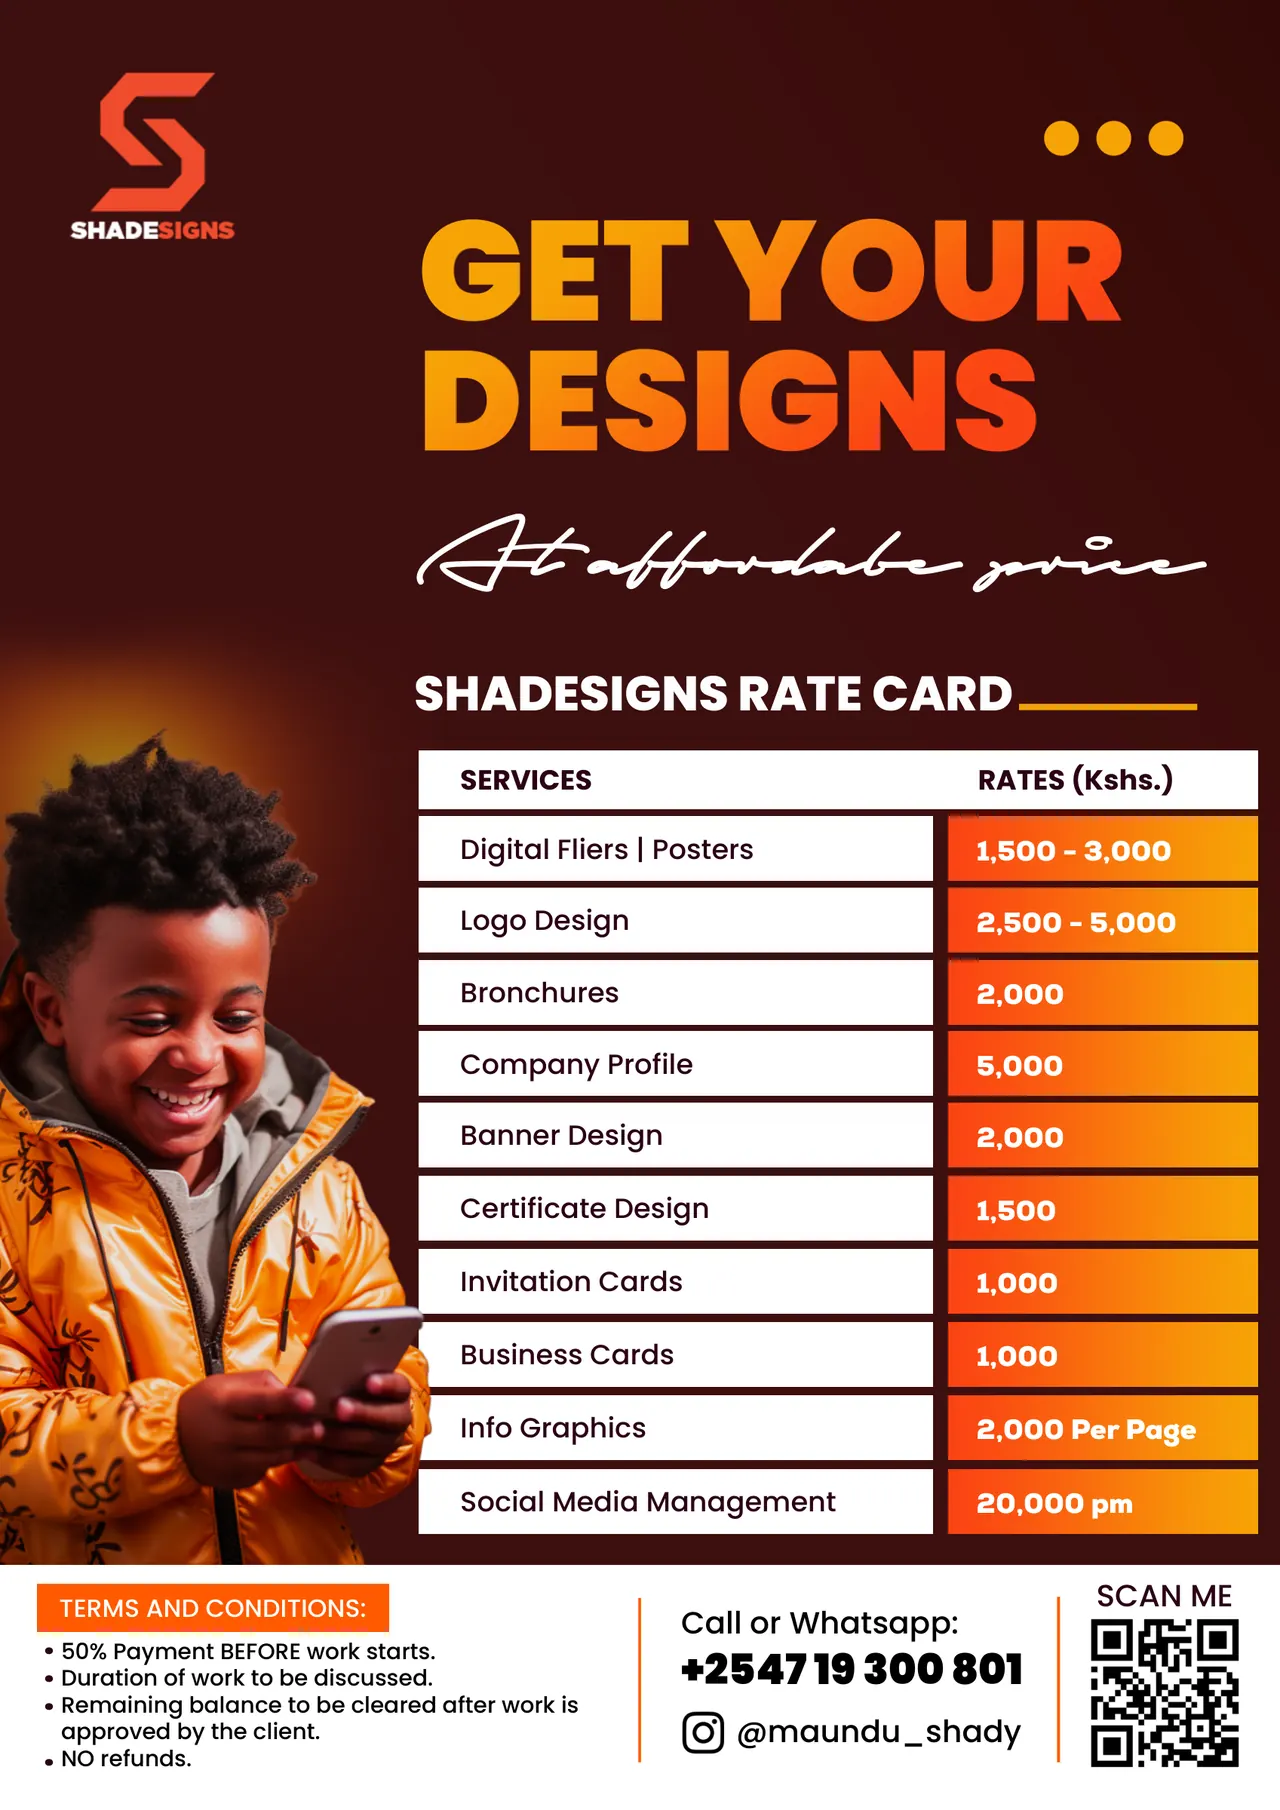 SHADESIGNS
GET YOUR
DESIGNS
At affordabe price
SHADESIGNS RATE CARD
SERVICES RATES (Kshs.)
Digital Fliers | Posters 1,500 - 3,000
Logo Design 2,500 - 5,000
Bronchures 2,000
Company Profile 5,000
Banner Design 2,000
Certificate Design 1,500
Invitation Cards 1,000
Business Cards 1,000
Info Graphics 2,000 Per Page
Social Media Management 20,000 pm
TERMS AND CONDITIONS:
• 50% Payment BEFORE work starts.
• Duration of work to be discussed.
• Remaining balance to be cleared after work is
approved by the client.
• NO refunds.
Call or Whatsapp:
+254719 300 801
@maundu_shady
SCAN ME